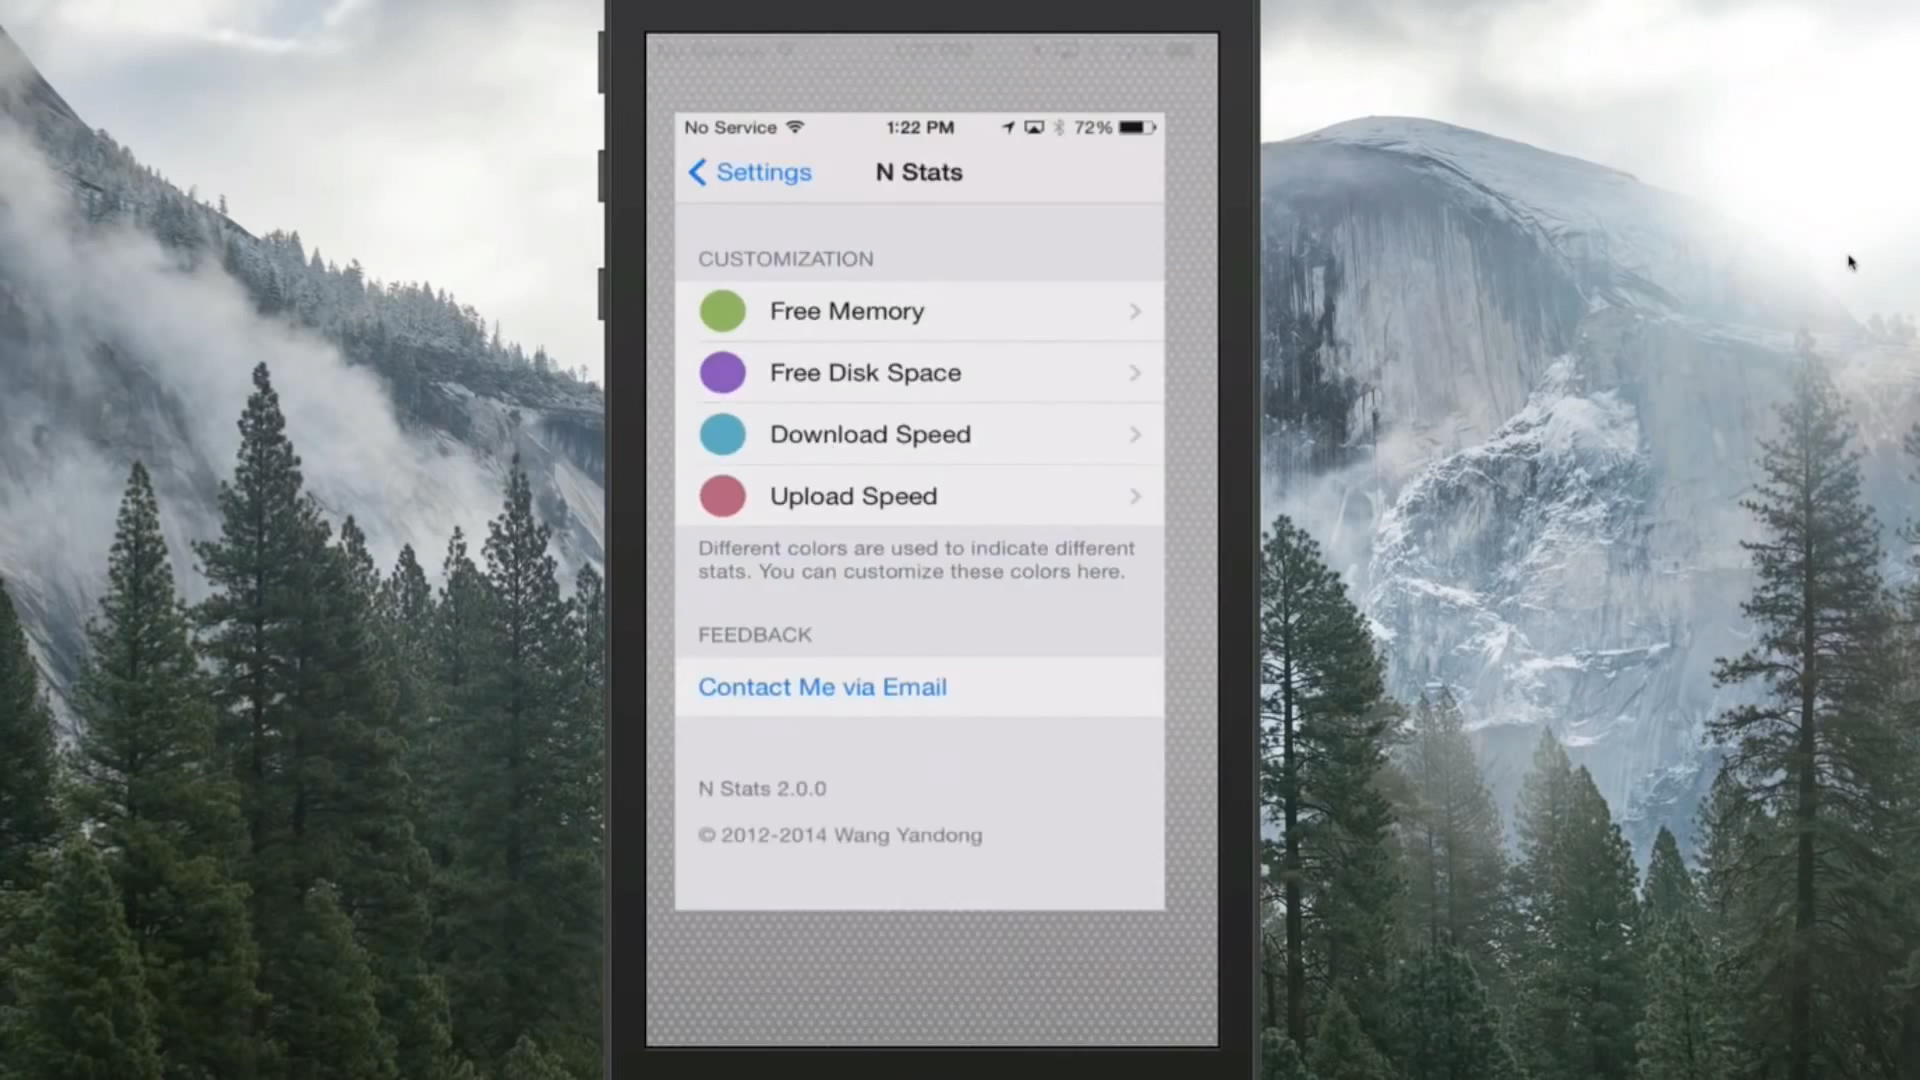 No Service 1:22 PM 72%
Settings N Stats
CUSTOMIZATION
Free Memory
Free Disk Space
Download Speed
Upload Speed
Different colors are used to indicate different
stats. You can customize these colors here.
FEEDBACK
Contact Me via Email
N Stats 2.0.0
© 2012-2014 Wang Yandong